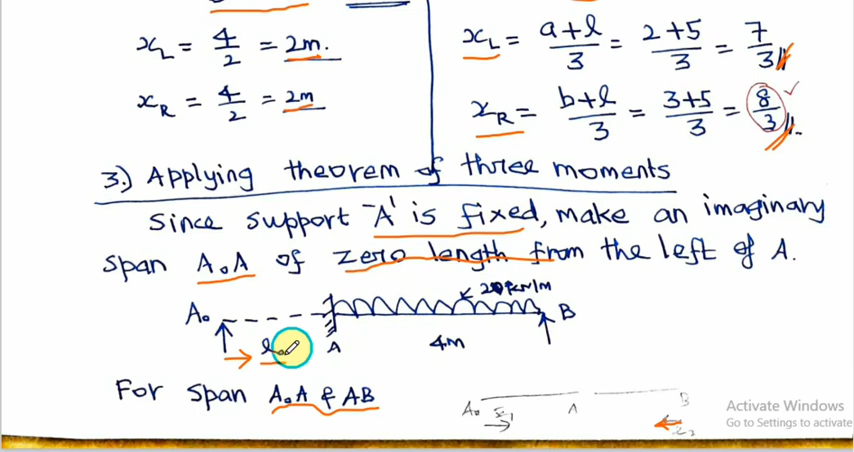 x_L = 4/2 = 2m.
x_R = 4/2 = 2m
x_L = a+l/3 = 2+5/3 = 7/3
x_R = b+l/3 = 3+5/3 = 8/3
3.) Applying theorem of three moments
Since support 'A' is fixed, make an imaginary
span A₀A of zero length from the left of A.
A₀ A B
4m
For span A₀A & AB
A₀ x₁ A B
x₂
Activate Windows
Go to Settings to activate